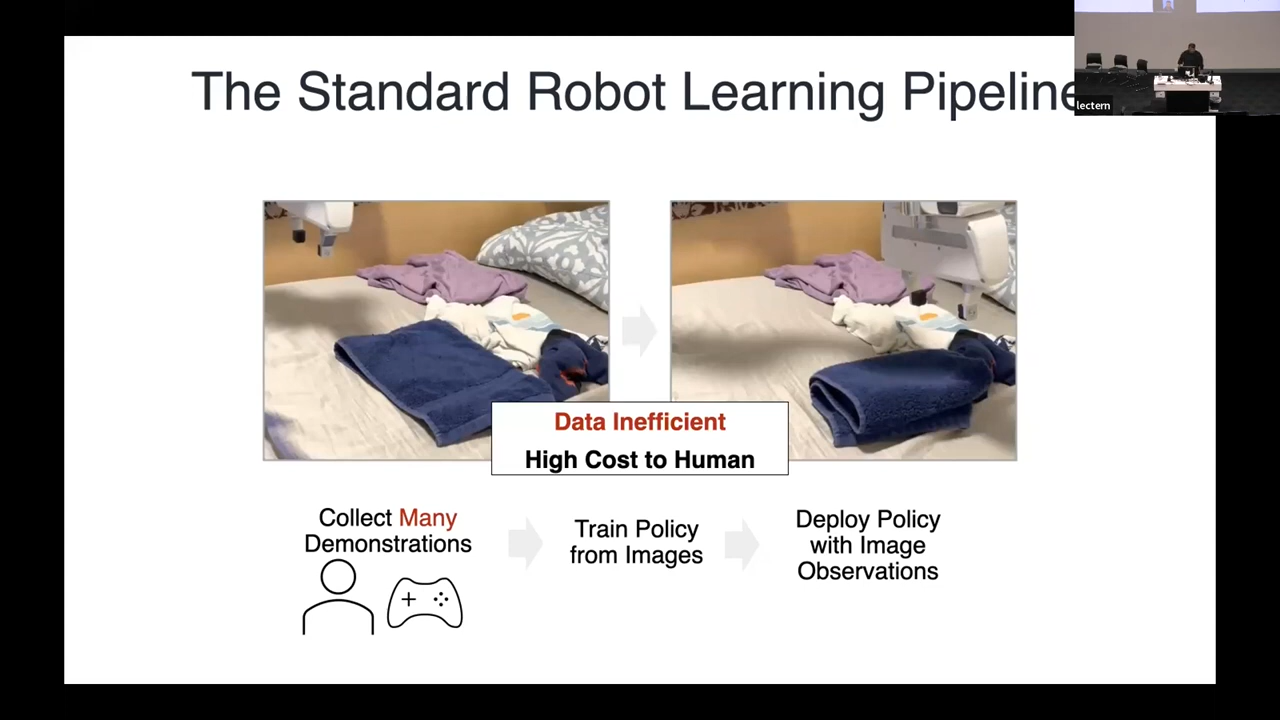 The Standard Robot Learning Pipeline
lectern
Data Inefficient
High Cost to Human
Collect Many
Demonstrations
Train Policy
from Images
Deploy Policy
with Image
Observations